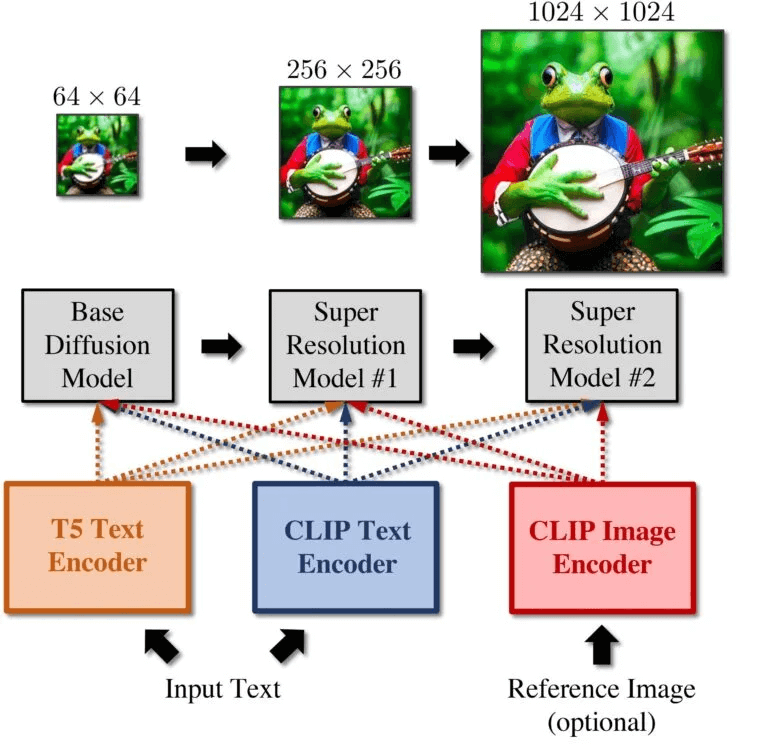 1024 × 1024
256 × 256
64 × 64
Base
Diffusion
Model
Super
Resolution
Model #1
Super
Resolution
Model #2
T5 Text
Encoder
CLIP Text
Encoder
CLIP Image
Encoder
Input Text
Reference Image
(optional)